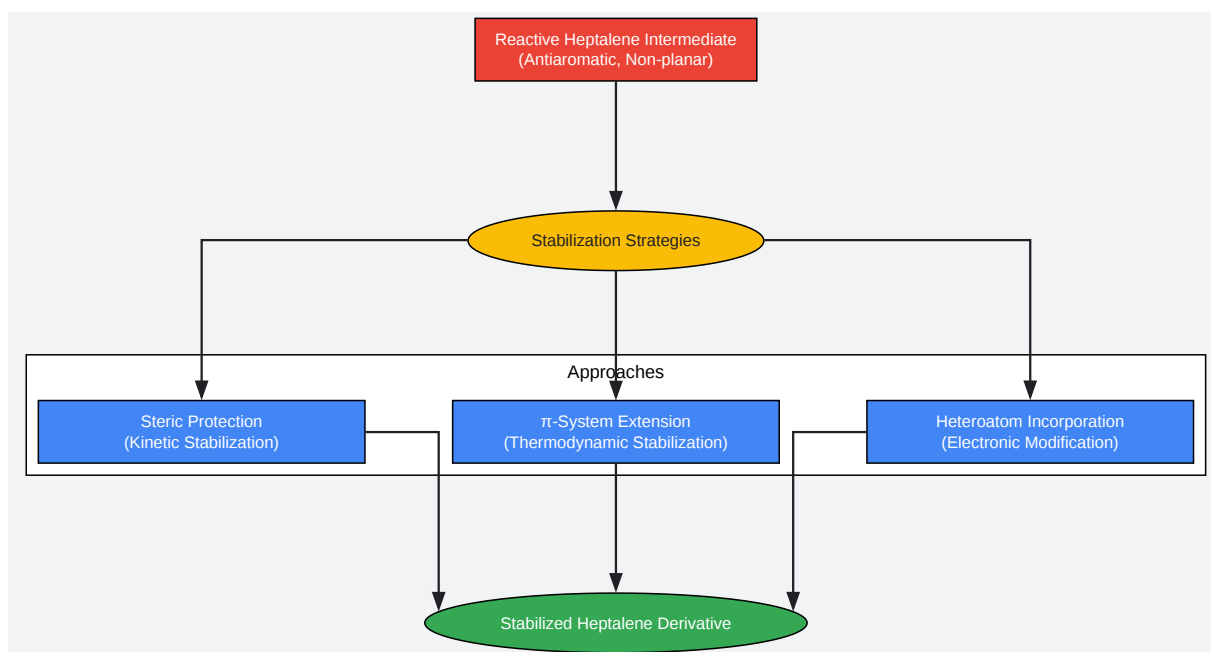 Reactive Heptalene Intermediate
(Antiaromatic, Non-planar)
Stabilization Strategies
Approaches
Steric Protection
(Kinetic Stabilization)
π-System Extension
(Thermodynamic Stabilization)
Heteroatom Incorporation
(Electronic Modification)
Stabilized Heptalene Derivative